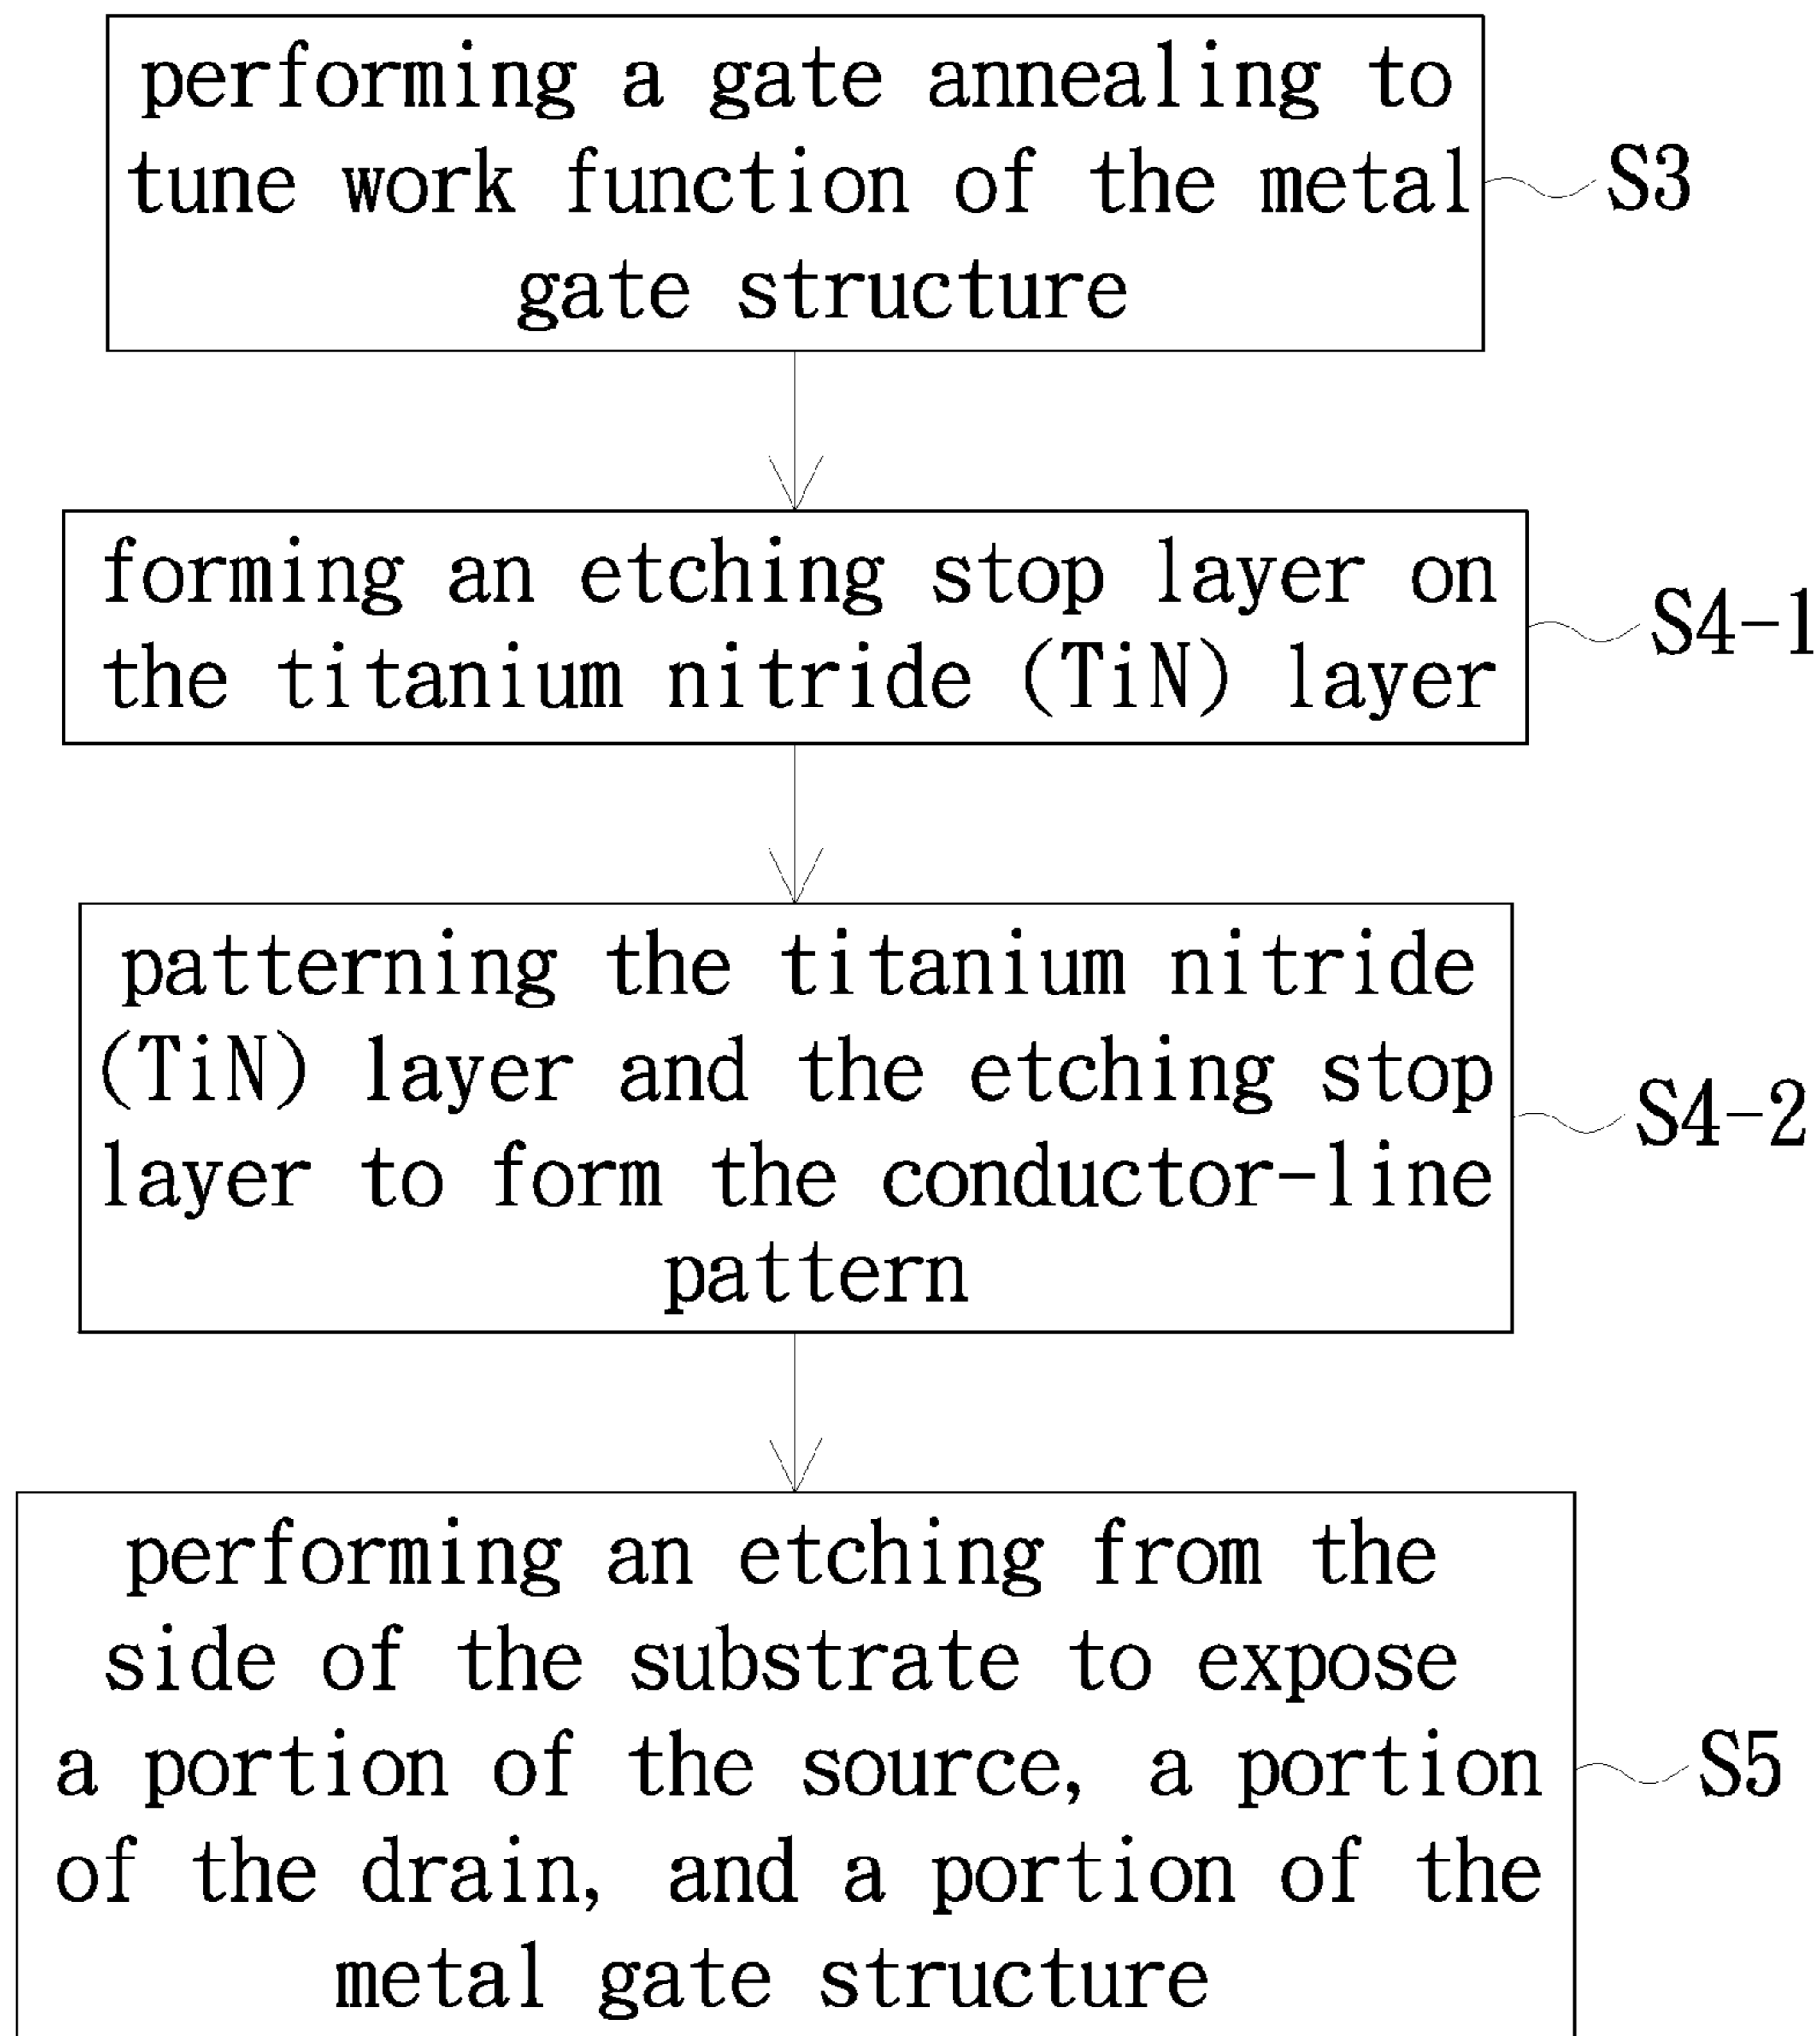 performing a gate annealing to
tune work function of the metal
gate structure
S3
forming an etching stop layer on
the titanium nitride (TiN) layer
S4-1
patterning the titanium nitride
(TiN) layer and the etching stop
layer to form the conductor-line
pattern
S4-2
performing an etching from the
side of the substrate to expose
a portion of the source, a portion
of the drain, and a portion of the
metal gate structure
S5